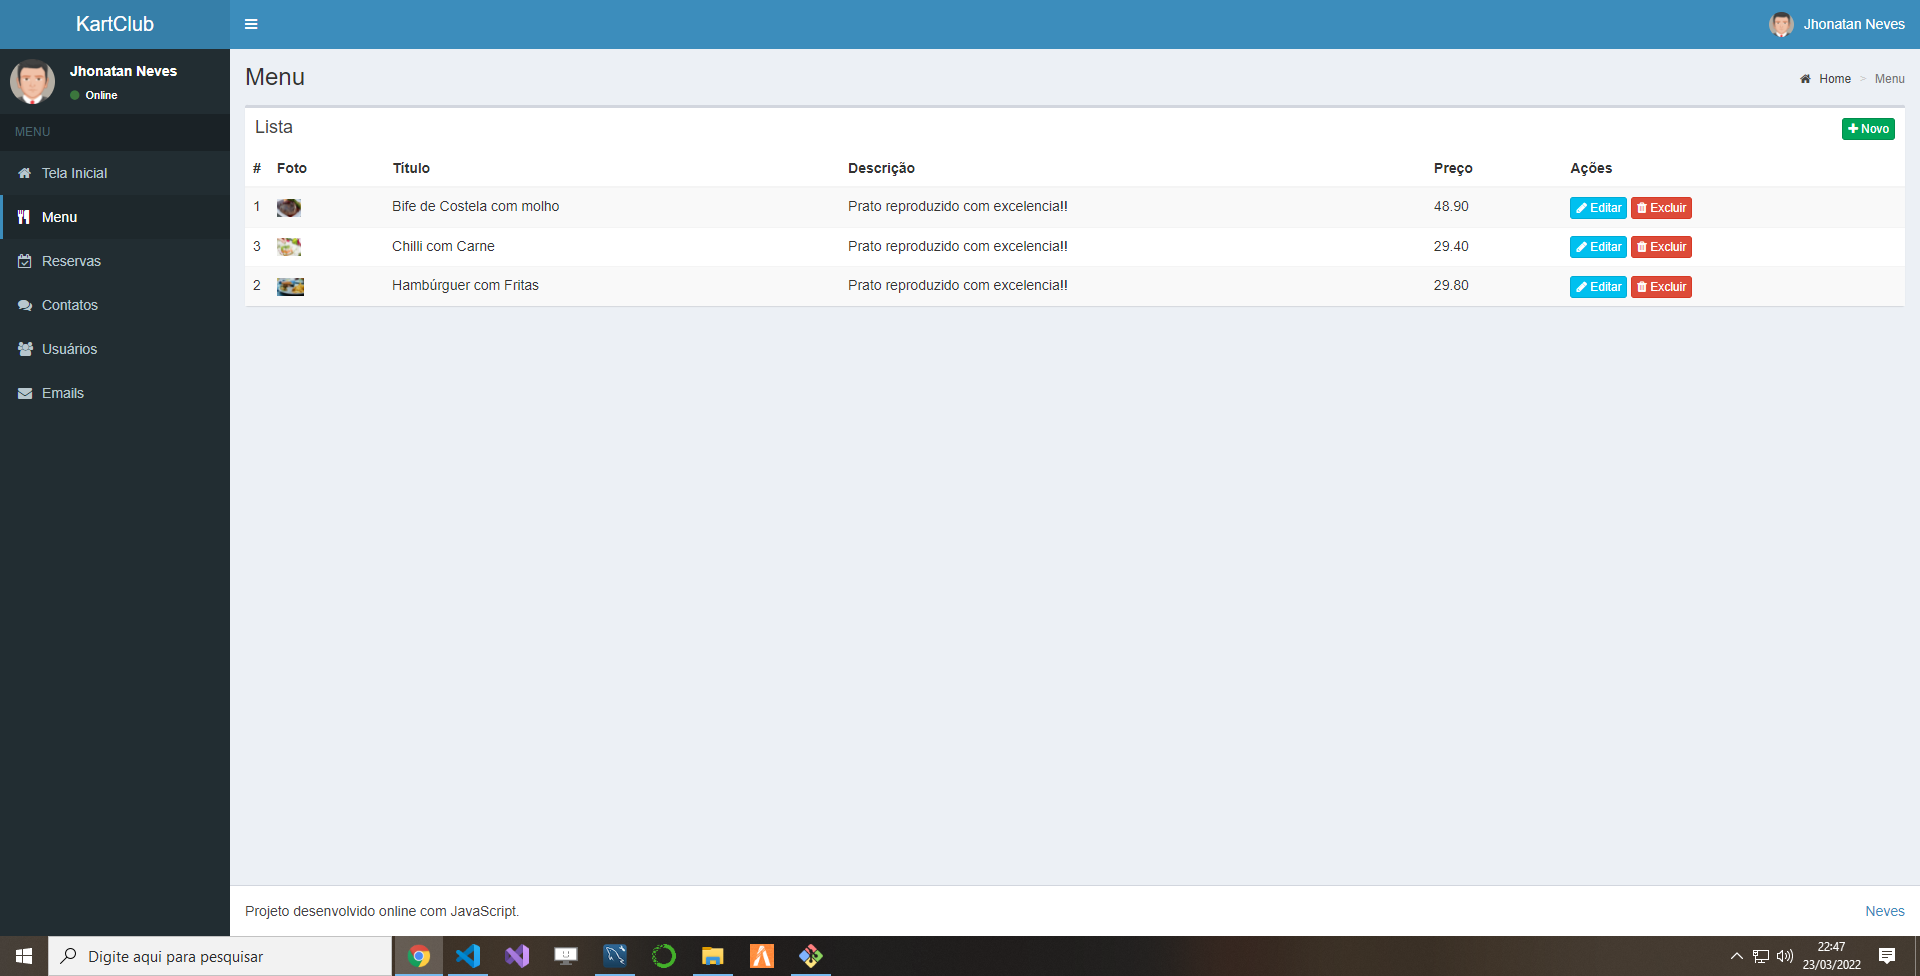 KartClub
Jhonatan Neves
Jhonatan Neves
Online
MENU
Tela Inicial
Menu
Reservas
Contatos
Usuários
Emails
Menu
Home > Menu
Lista
Novo
# Foto Título Descrição Preço Ações
1 Bife de Costela com molho Prato reproduzido com excelencia!! 48.90 Editar Excluir
3 Chilli com Carne Prato reproduzido com excelencia!! 29.40 Editar Excluir
2 Hambúrguer com Fritas Prato reproduzido com excelencia!! 29.80 Editar Excluir
Projeto desenvolvido online com JavaScript. Neves
Digite aqui para pesquisar
22:47
23/03/2022